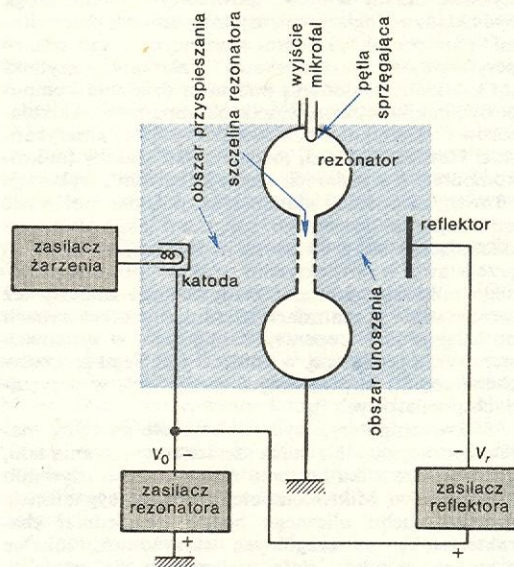 obszar przyspieszania
szczelina rezonatora
wyjście
mikrofal
pętla
sprzęgająca
rezonator
reflektor
zasilacz
żarzenia
katoda
obszar unoszenia
V₀ −
Vᵣ
zasilacz
rezonatora
+
zasilacz
reflektora
+